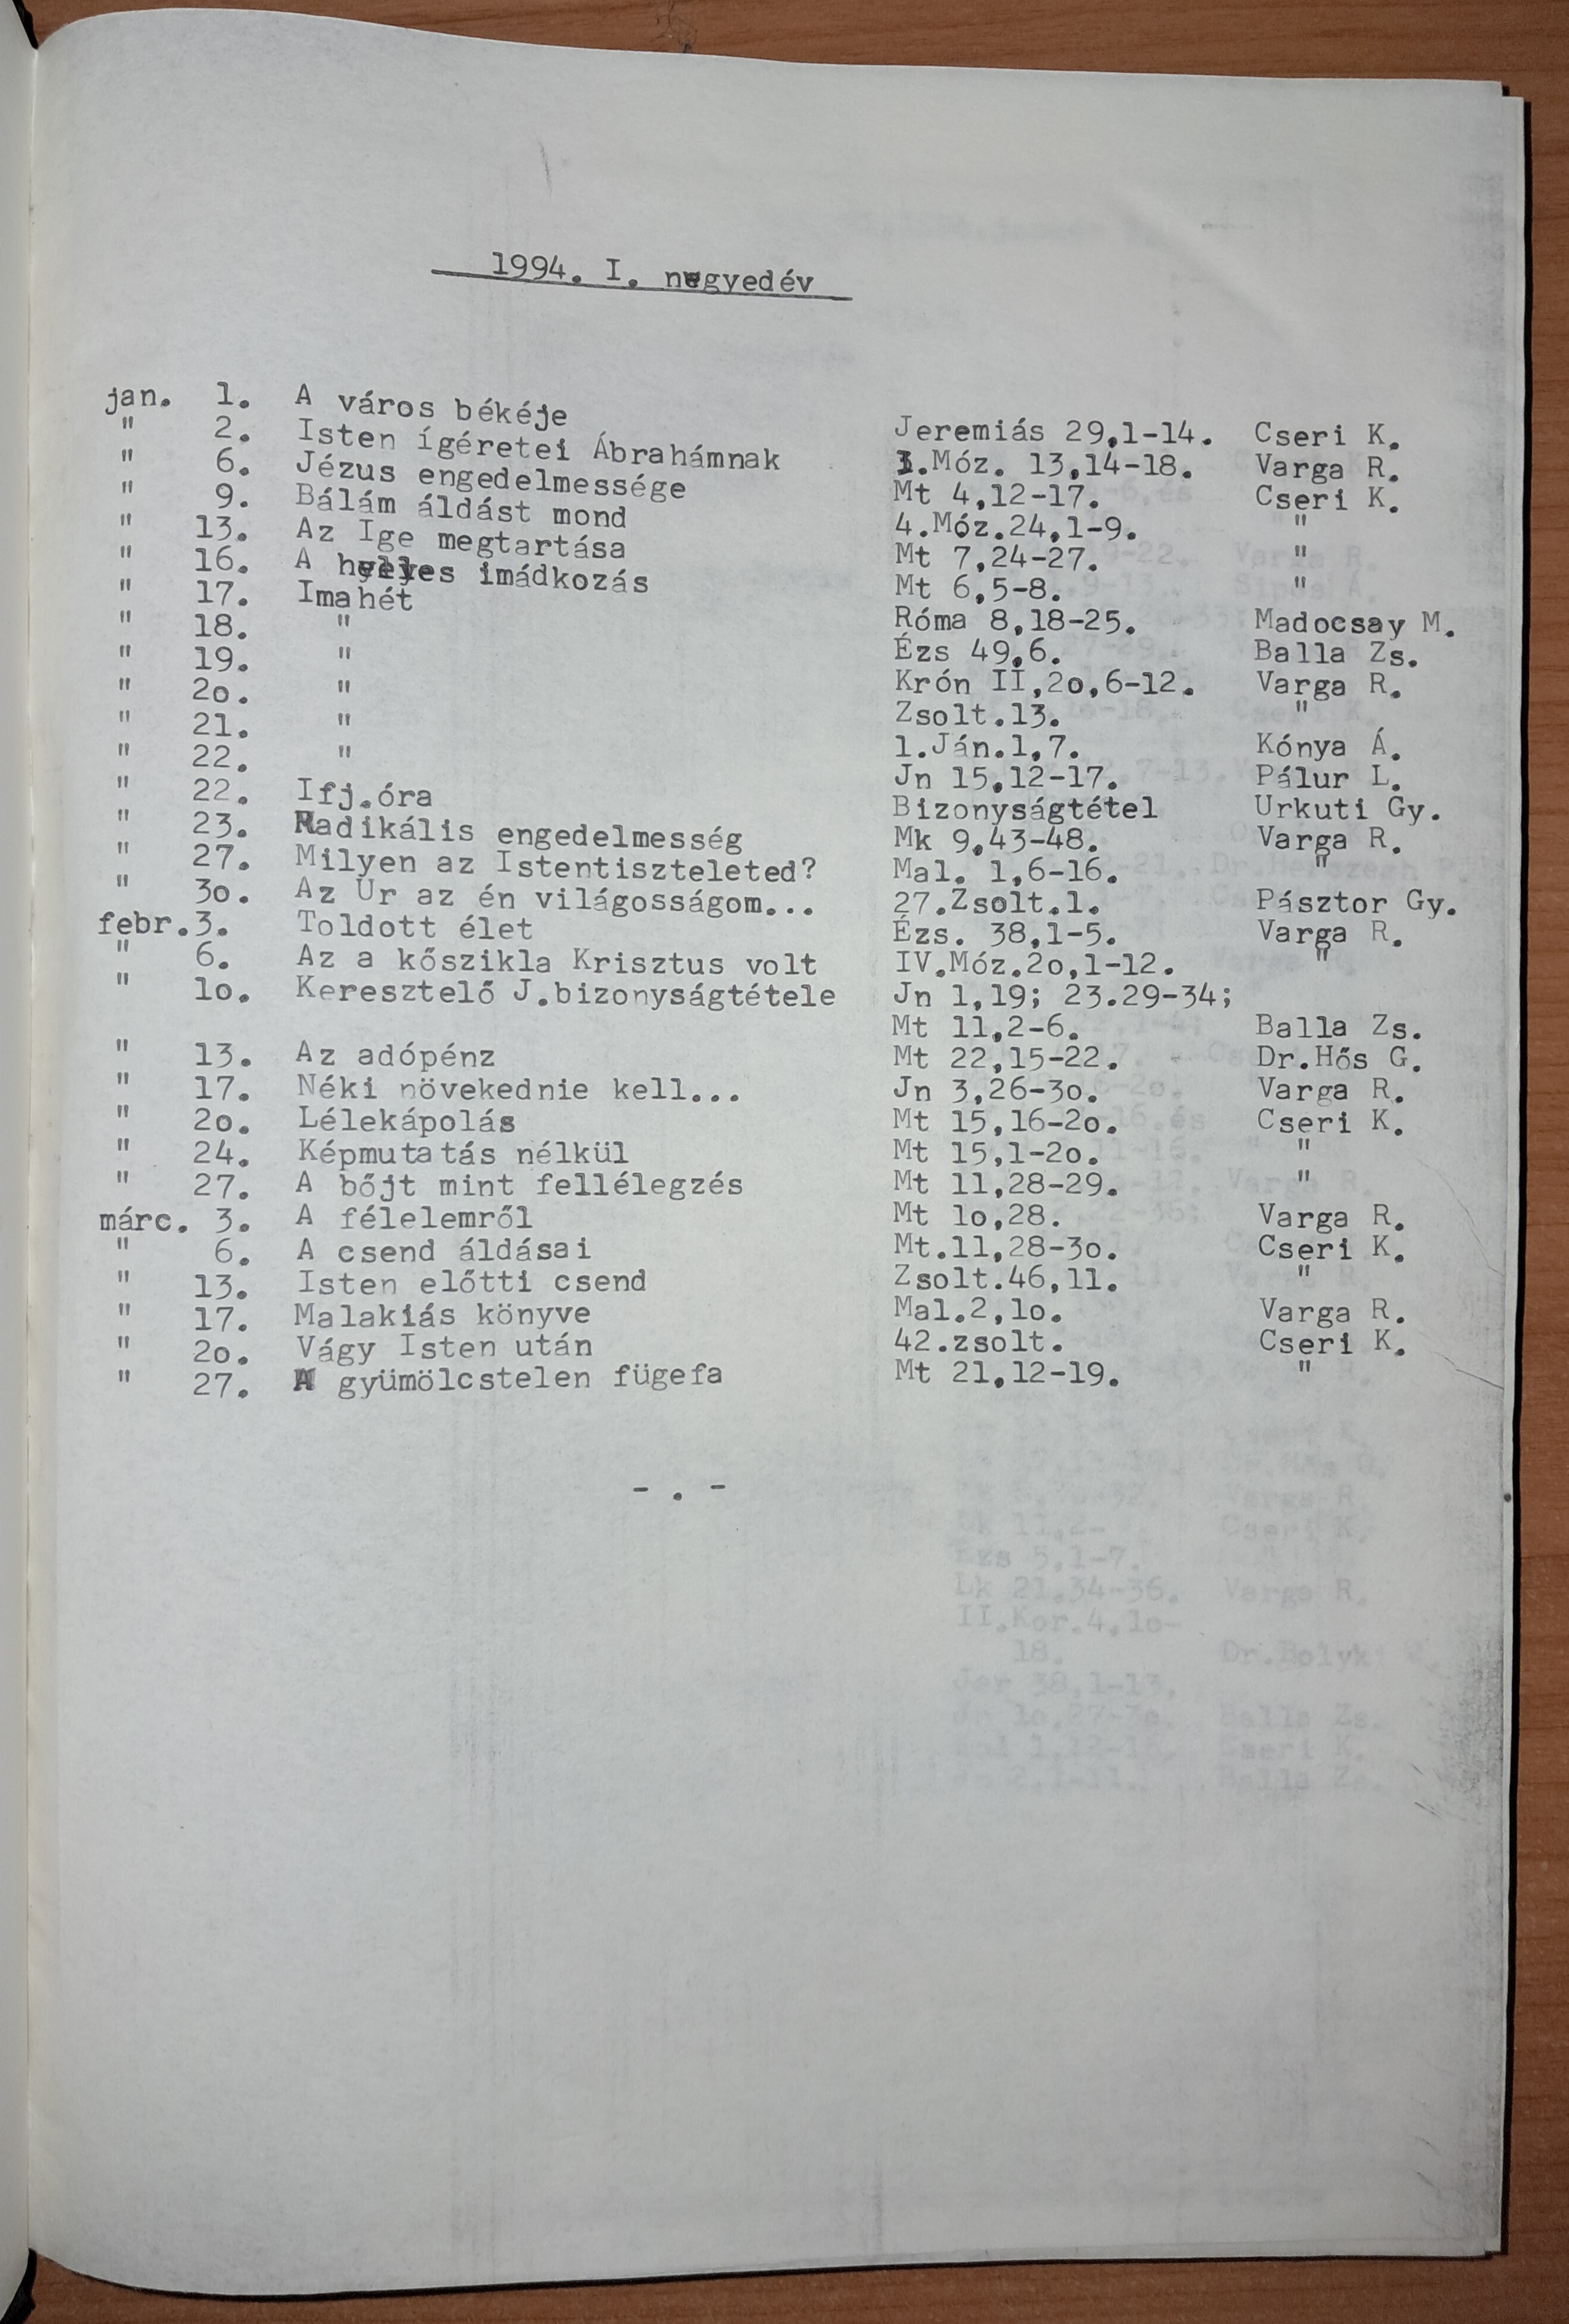 1994. I. negyedév
jan. 1. A város békéje Jeremiás 29,1-14. Cseri K.
" 2. Isten ígéretei Ábrahámnak 1.Móz. 13,14-18. Varga R.
" 6. Jézus engedelmessége Mt 4,12-17. Cseri K.
" 9. Bálám áldást mond 4.Móz.24,1-9. "
" 13. Az Ige megtartása Mt 7,24-27. "
" 16. A helyes imádkozás Mt 6,5-8. "
" 17. Imahét Róma 8,18-25. Madocsay M.
" 18. " Ézs 49,6. Balla Zs.
" 19. " Krón II,2o,6-12. Varga R.
" 2o. " Zsolt.13. "
" 21. " 1.Ján.1,7. Kónya Á.
" 22. " Jn 15,12-17. Pálur L.
" 22. Ifj.óra Bizonyságtétel Urkuti Gy.
" 23. Radikális engedelmesség Mk 9,43-48. Varga R.
" 27. Milyen az Istentiszteleted? Mal. 1,6-16. "
" 3o. Az Ur az én világosságom... 27.Zsolt.1. Pásztor Gy.
febr.3. Toldott élet Ézs. 38,1-5. Varga R.
" 6. Az a kőszikla Krisztus volt IV.Móz.2o,1-12. "
" 1o. Keresztelő J.bizonyságtétele Jn 1,19; 23.29-34;
Mt 11,2-6. Balla Zs.
" 13. Az adópénz Mt 22,15-22. Dr.Hős G.
" 17. Néki növekednie kell... Jn 3,26-3o. Varga R.
" 2o. Lélekápolás Mt 15,16-2o. Cseri K.
" 24. Képmutatás nélkül Mt 15,1-2o. "
" 27. A bőjt mint fellélegzés Mt 11,28-29. "
márc. 3. A félelemről Mt 1o,28. Varga R.
" 6. A csend áldásai Mt.11,28-3o. Cseri K.
" 13. Isten előtti csend Zsolt.46,11. "
" 17. Malakiás könyve Mal.2,1o. Varga R.
" 2o. Vágy Isten után 42.zsolt. Cseri K.
" 27. A gyümölcstelen fügefa Mt 21,12-19. "
- . -